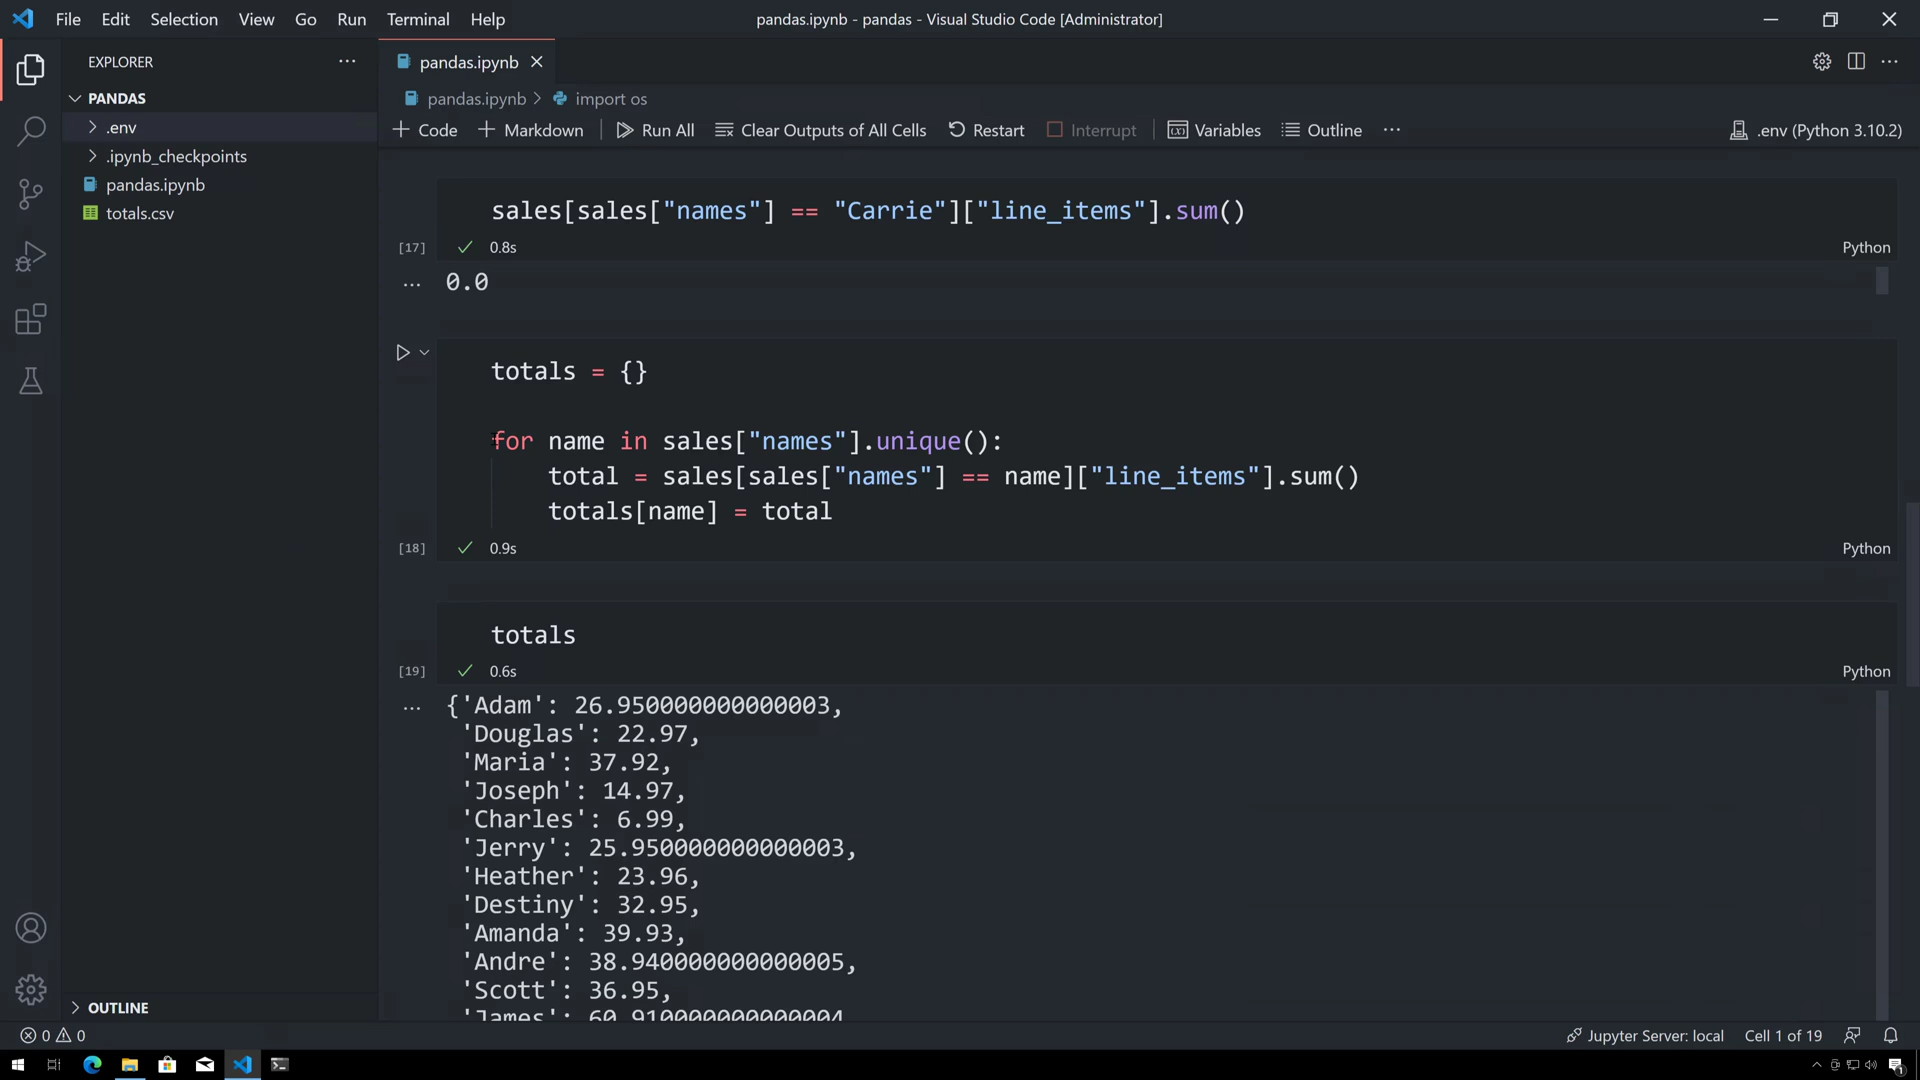 File Edit Selection View Go Run Terminal Help
pandas.ipynb - pandas - Visual Studio Code [Administrator]
EXPLORER
pandas.ipynb
PANDAS
.env
.ipynb_checkpoints
pandas.ipynb
totals.csv
pandas.ipynb > import os
+ Code + Markdown Run All Clear Outputs of All Cells Restart Interrupt Variables Outline ... .env (Python 3.10.2)
sales[sales["names"] == "Carrie"]["line_items"].sum()
[17] 0.8s Python
0.0
totals = {}
for name in sales["names"].unique():
total = sales[sales["names"] == name]["line_items"].sum()
totals[name] = total
[18] 0.9s Python
totals
[19] 0.6s Python
{'Adam': 26.950000000000003,
'Douglas': 22.97,
'Maria': 37.92,
'Joseph': 14.97,
'Charles': 6.99,
'Jerry': 25.950000000000003,
'Heather': 23.96,
'Destiny': 32.95,
'Amanda': 39.93,
'Andre': 38.940000000000005,
'Scott': 36.95,
'James': 60.910000000000004
OUTLINE
0 0
Jupyter Server: local Cell 1 of 19